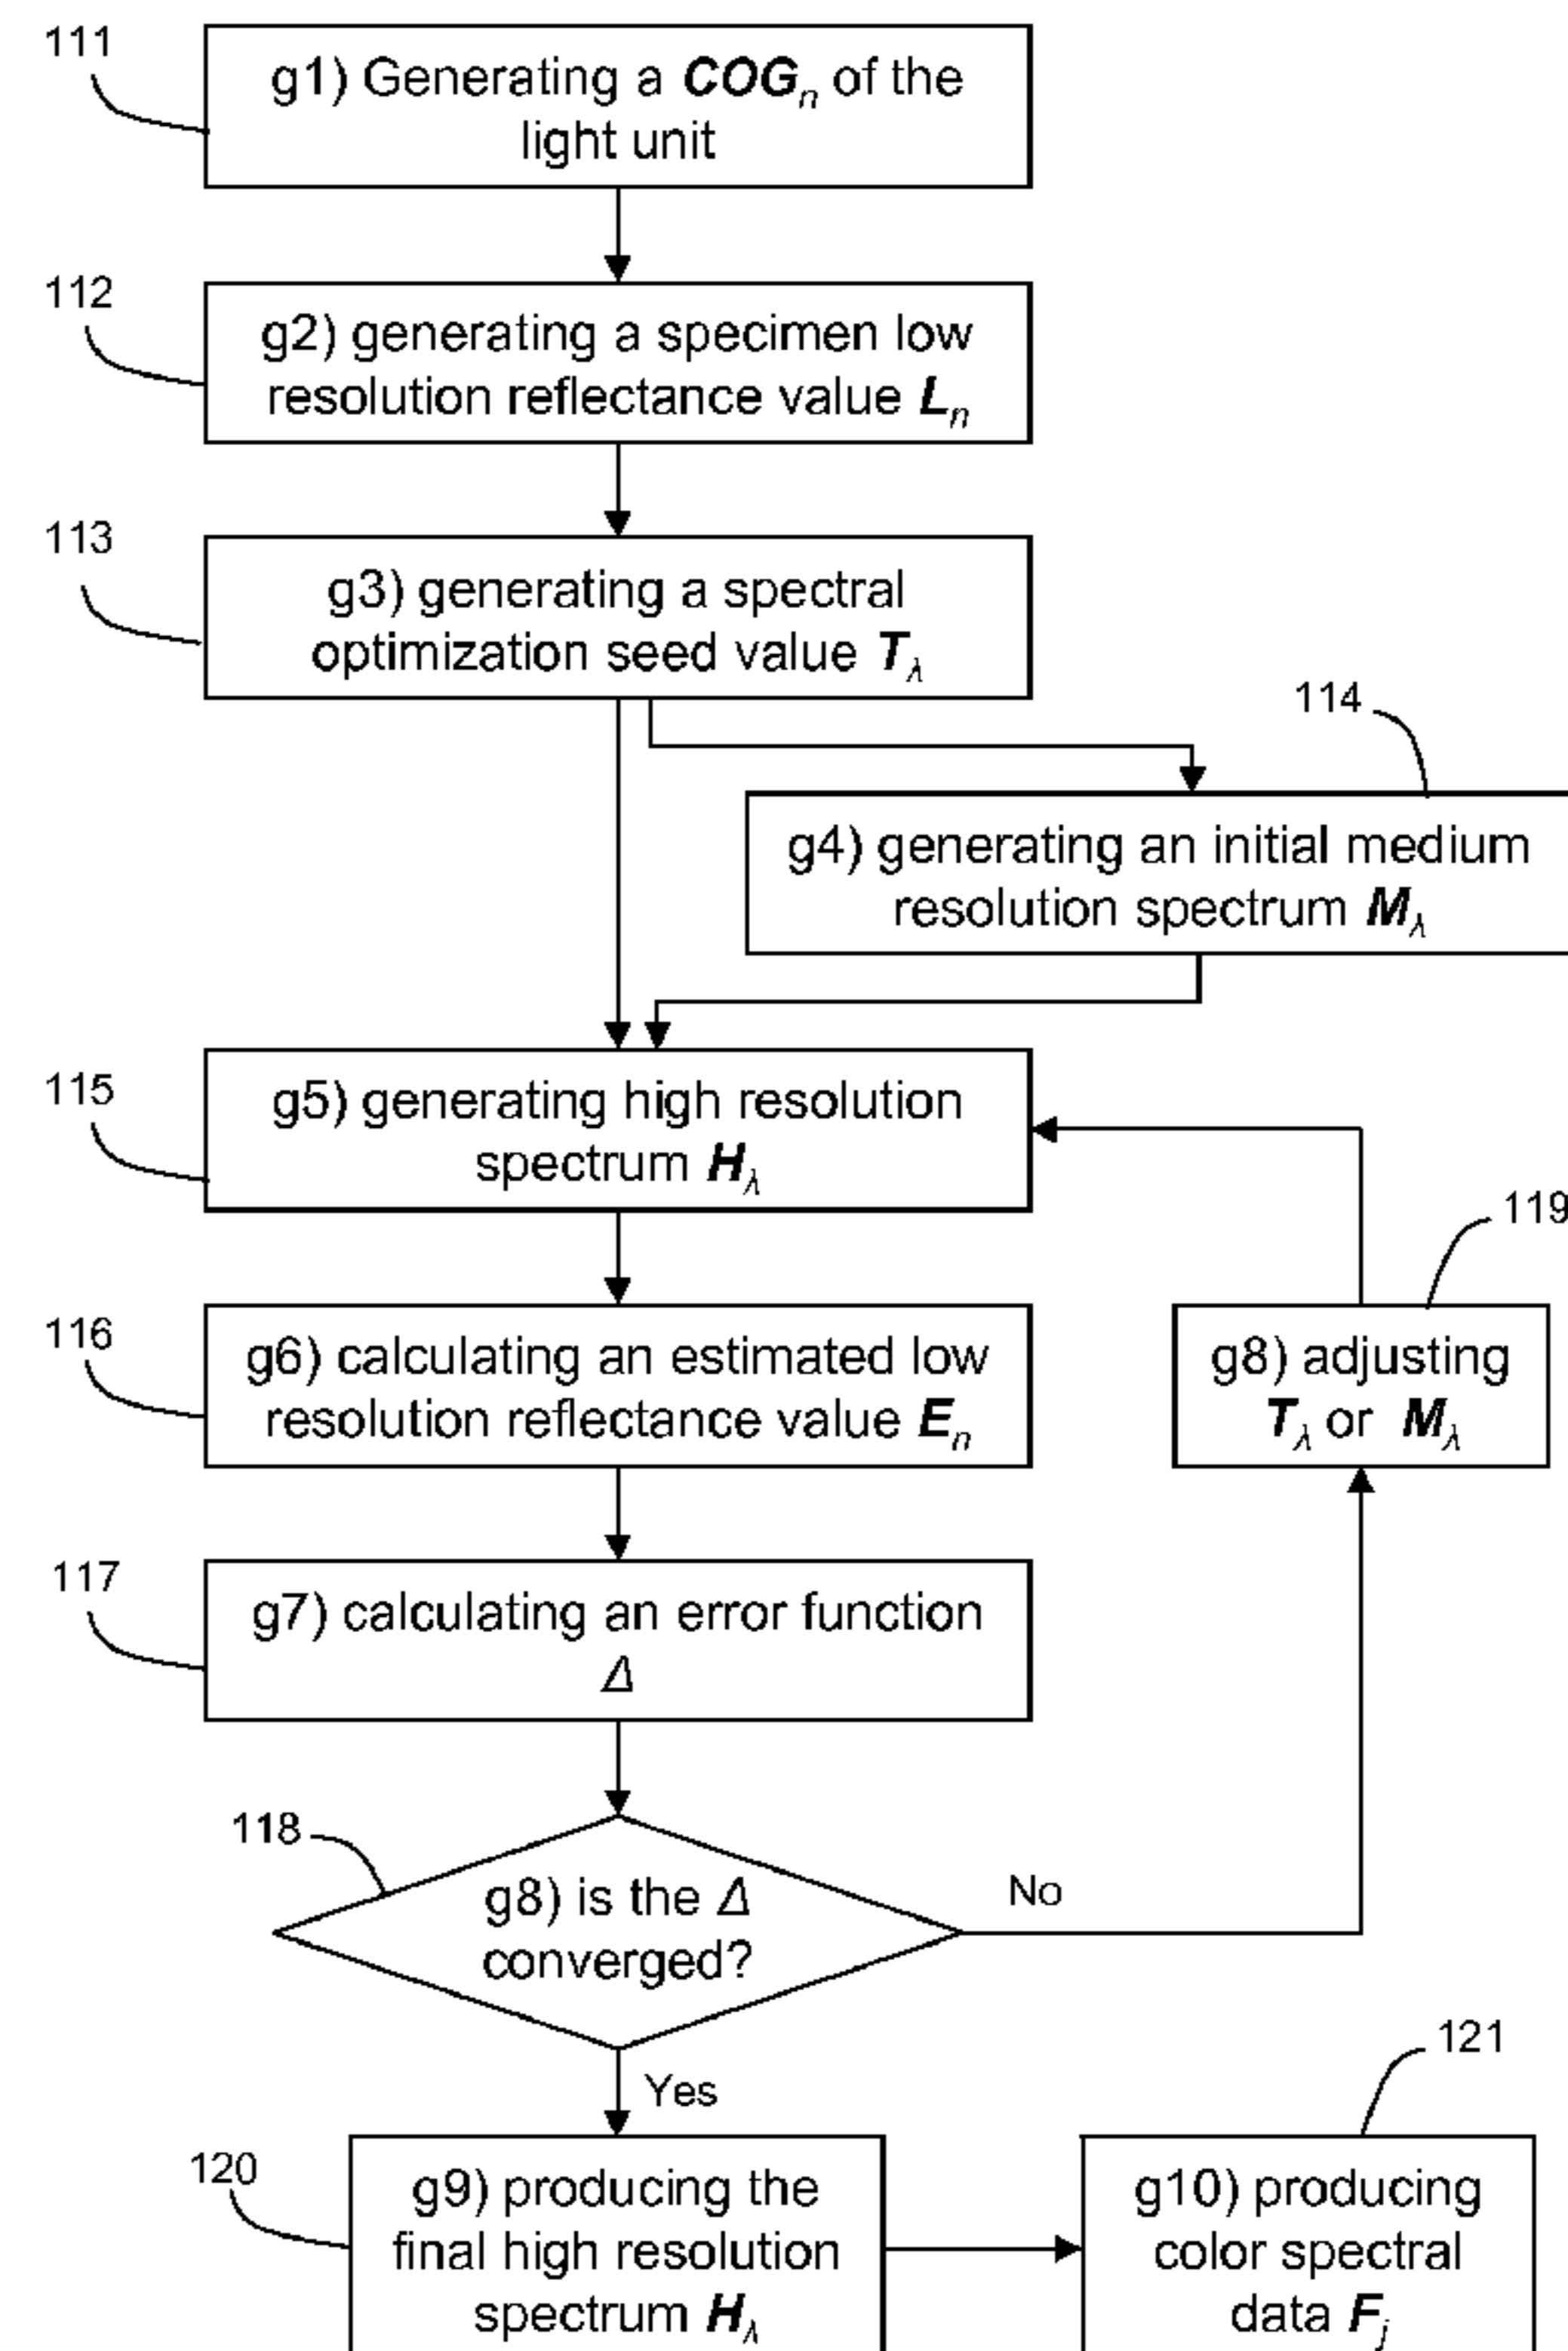 111
g1) Generating a COGn of the
light unit
112
g2) generating a specimen low
resolution reflectance value Ln
113
g3) generating a spectral
optimization seed value Tλ
114
g4) generating an initial medium
resolution spectrum Mλ
115
g5) generating high resolution
spectrum Hλ
119
116
g6) calculating an estimated low
resolution reflectance value En
g8) adjusting
Tλ or Mλ
117
g7) calculating an error function
Δ
118
g8) is the Δ
converged?
No
Yes
121
120
g9) producing the
final high resolution
spectrum Hλ
g10) producing
color spectral
data Fj